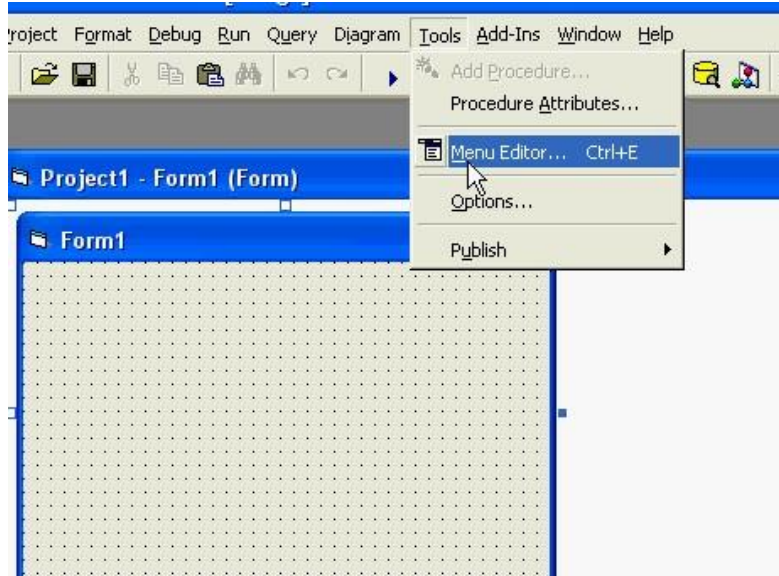 Project Format Debug Run Query Diagram Tools Add-Ins Window Help
Add Procedure...
Procedure Attributes...
Menu Editor... Ctrl+E
Project1 - Form1 (Form)
Options...
Form1
Publish